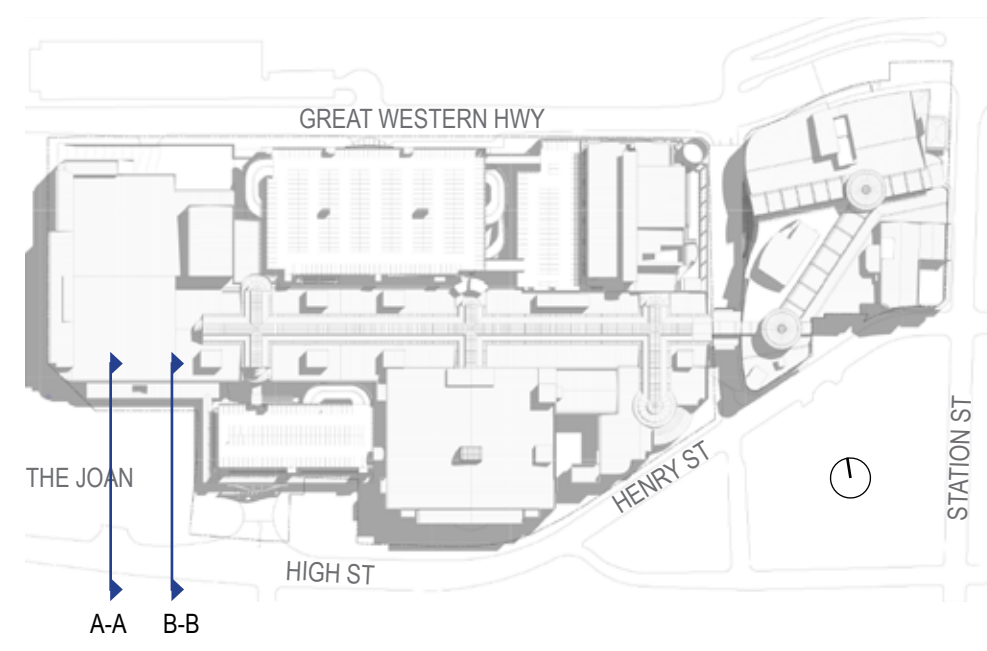 GREAT WESTERN HWY
THE JOAN
HENRY ST
STATION ST
HIGH ST
A-A
B-B